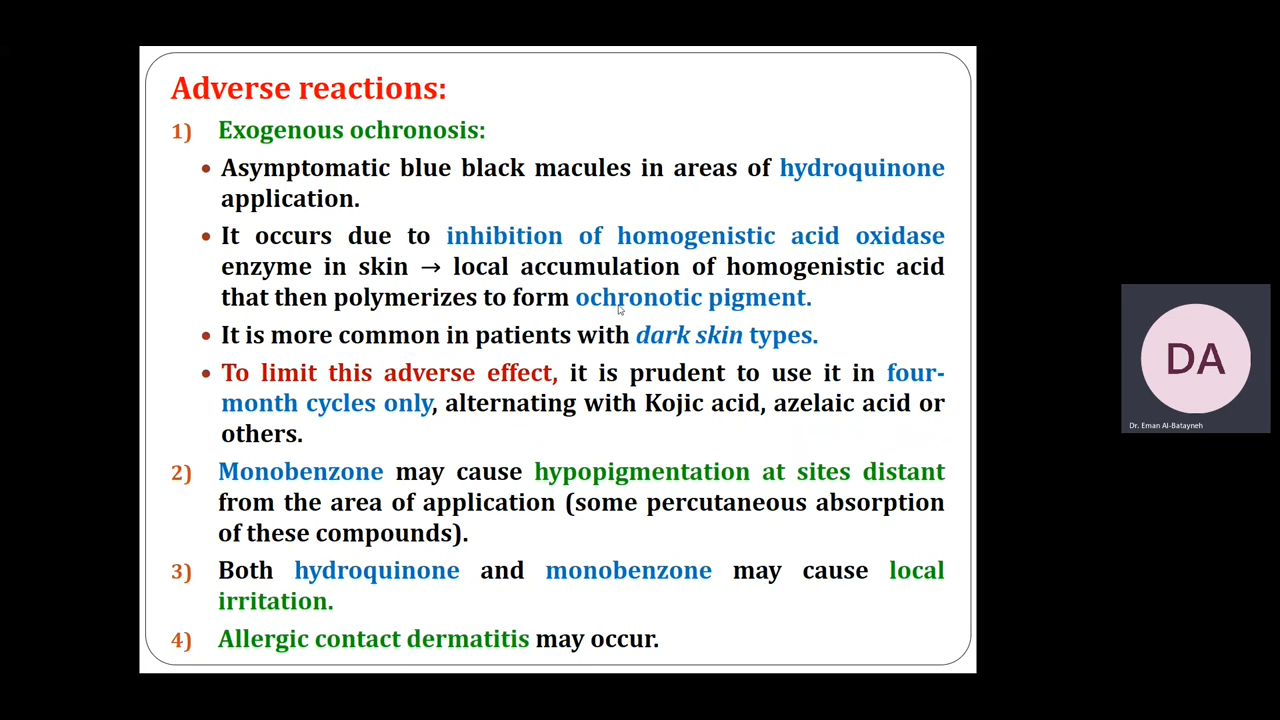 Adverse reactions:
1) Exogenous ochronosis:
• Asymptomatic blue black macules in areas of hydroquinone
application.
• It occurs due to inhibition of homogenistic acid oxidase
enzyme in skin → local accumulation of homogenistic acid
that then polymerizes to form ochronotic pigment.
• It is more common in patients with dark skin types.
• To limit this adverse effect, it is prudent to use it in four-
month cycles only, alternating with Kojic acid, azelaic acid or
others.
2) Monobenzone may cause hypopigmentation at sites distant
from the area of application (some percutaneous absorption
of these compounds).
3) Both hydroquinone and monobenzone may cause local
irritation.
4) Allergic contact dermatitis may occur.
DA
Dr. Eman Al-Batayneh